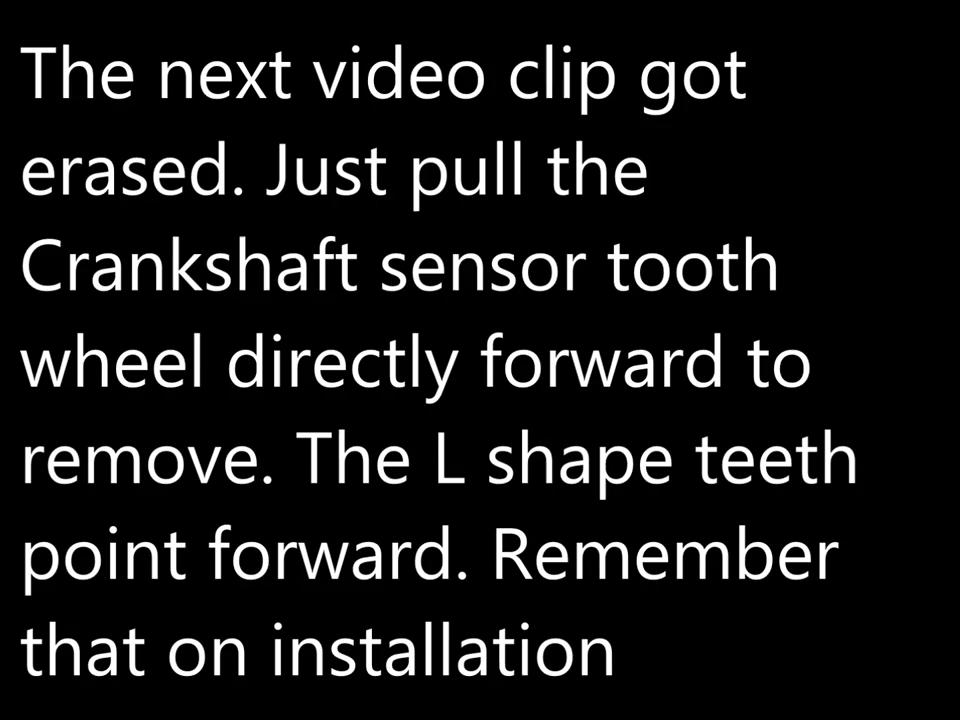 The next video clip got
erased. Just pull the
Crankshaft sensor tooth
wheel directly forward to
remove. The L shape teeth
point forward. Remember
that on installation